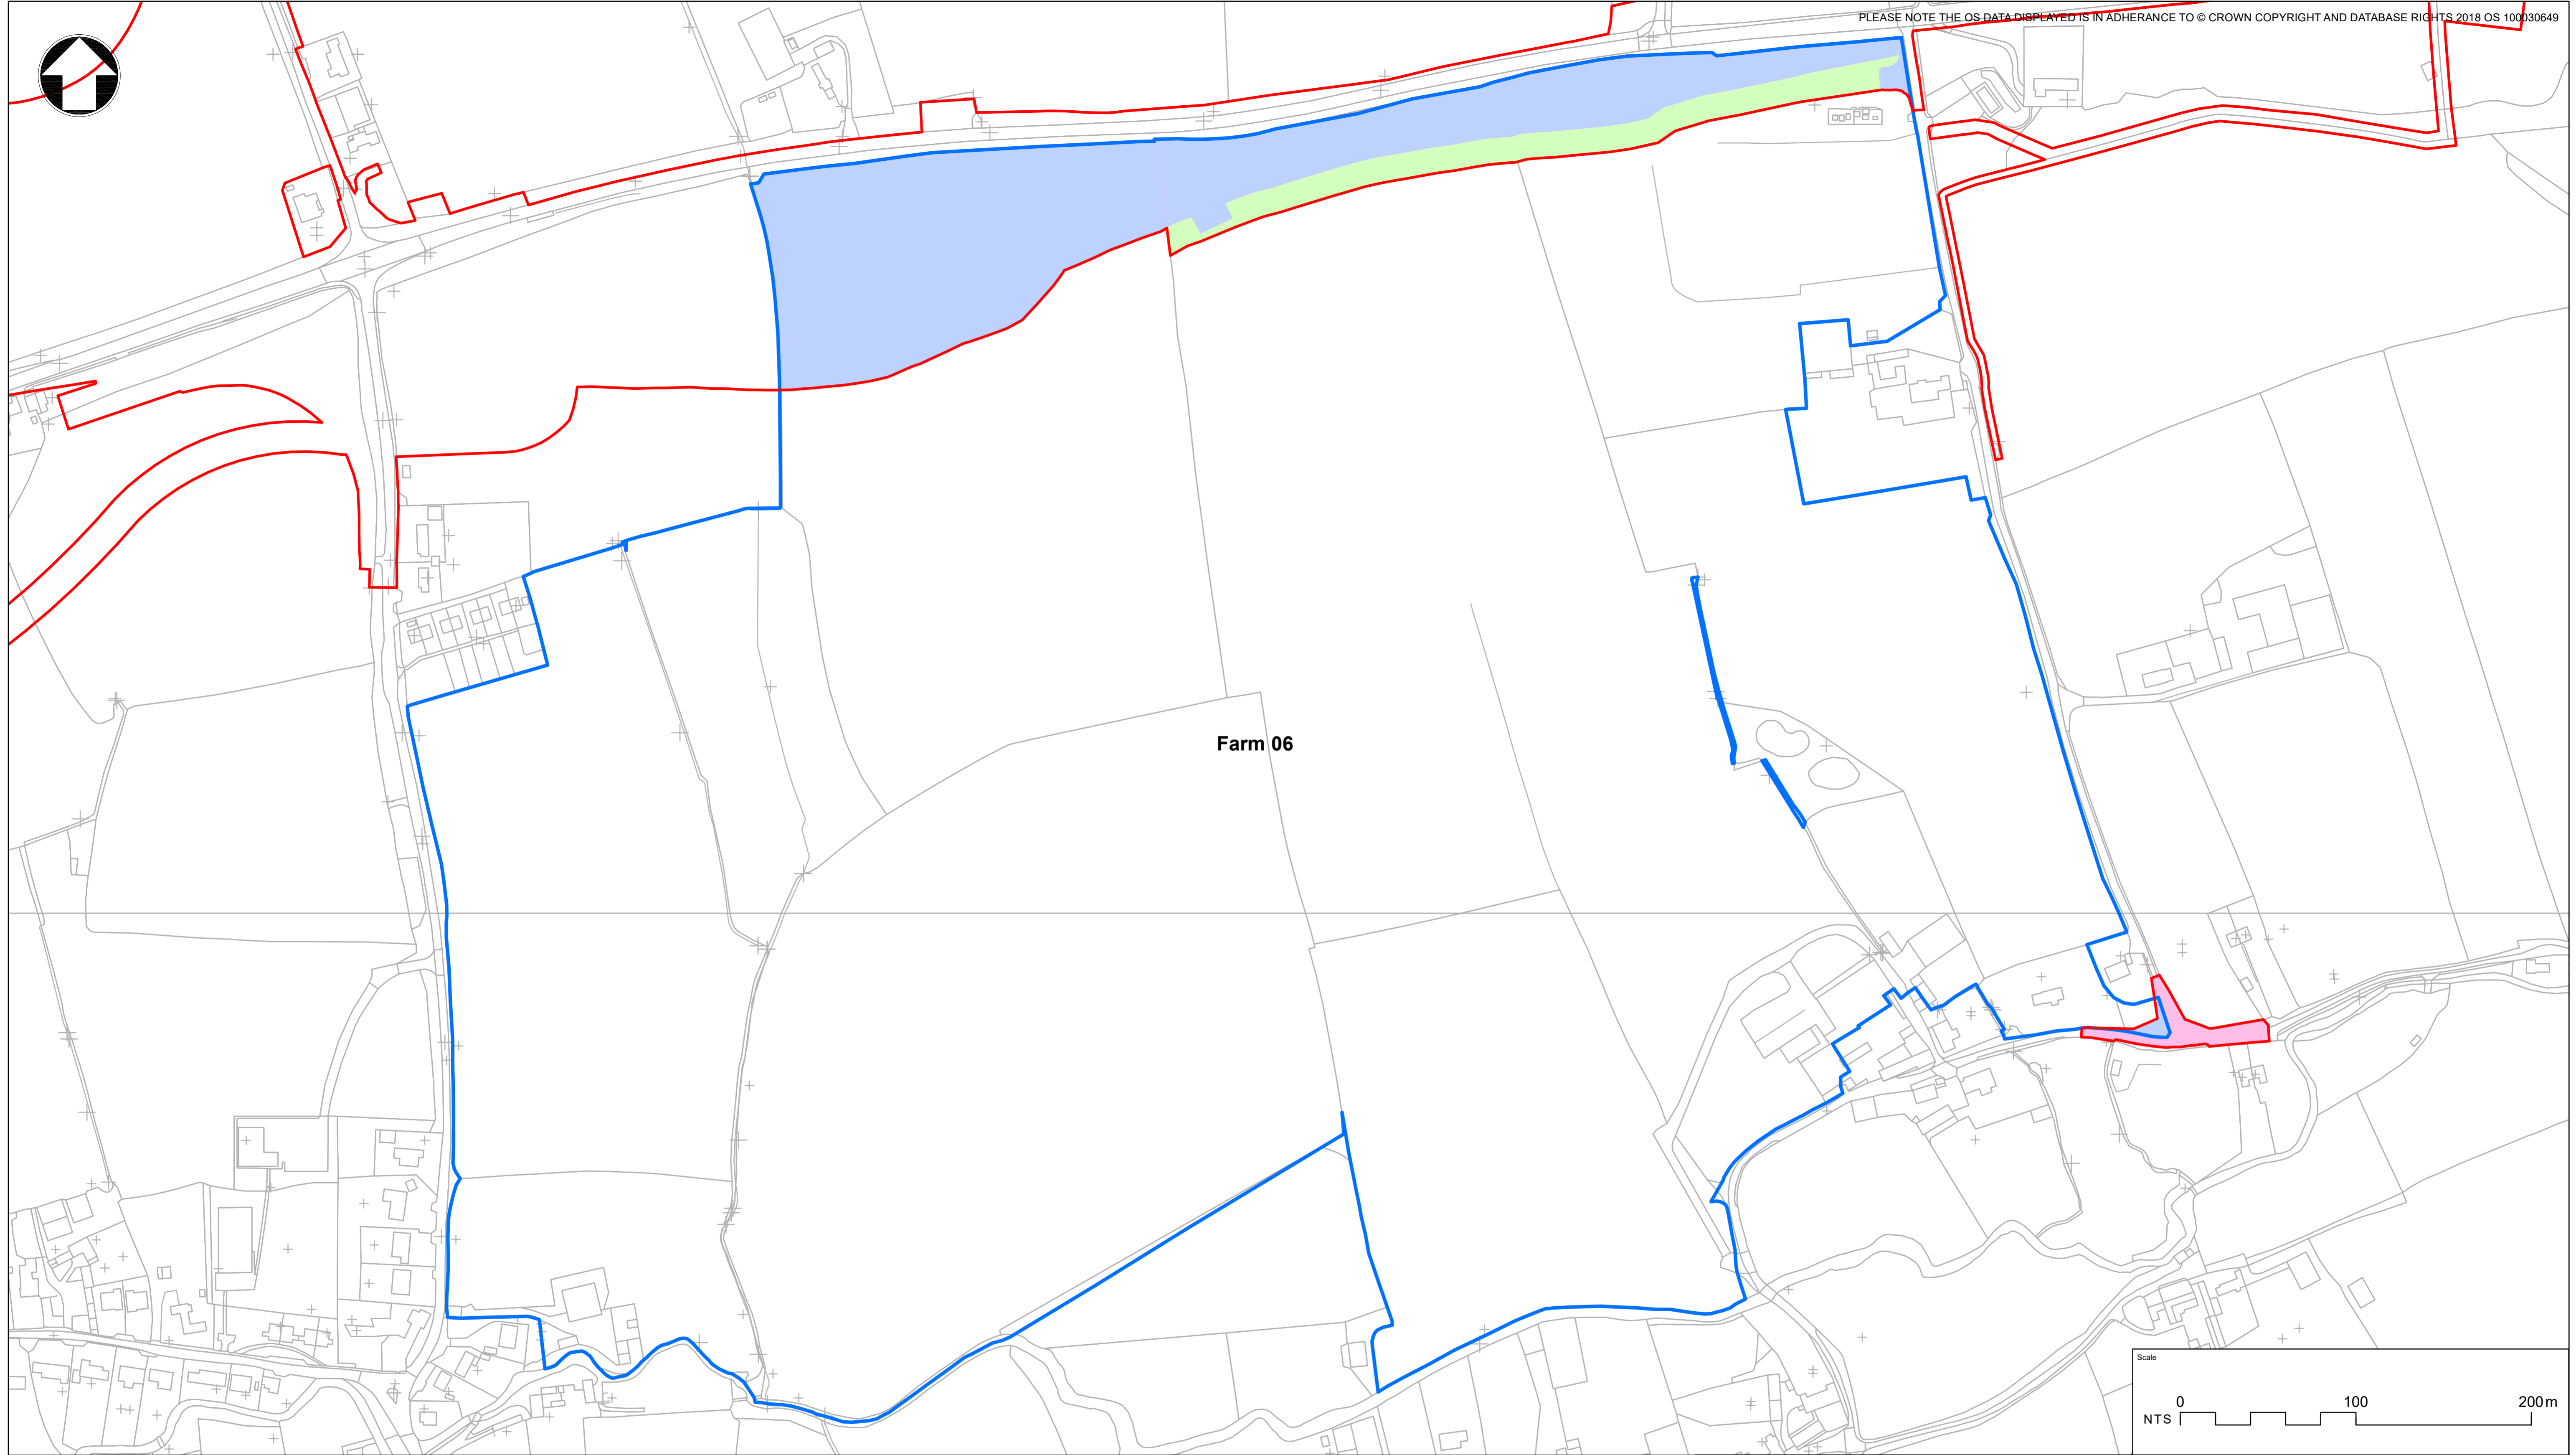 PLEASE NOTE THE OS DATA DISPLAYED IS IN ADHERANCE TO © CROWN COPYRIGHT AND DATABASE RIGHTS 2018 OS 100030649
Farm 06
Scale
0 100 200m
NTS